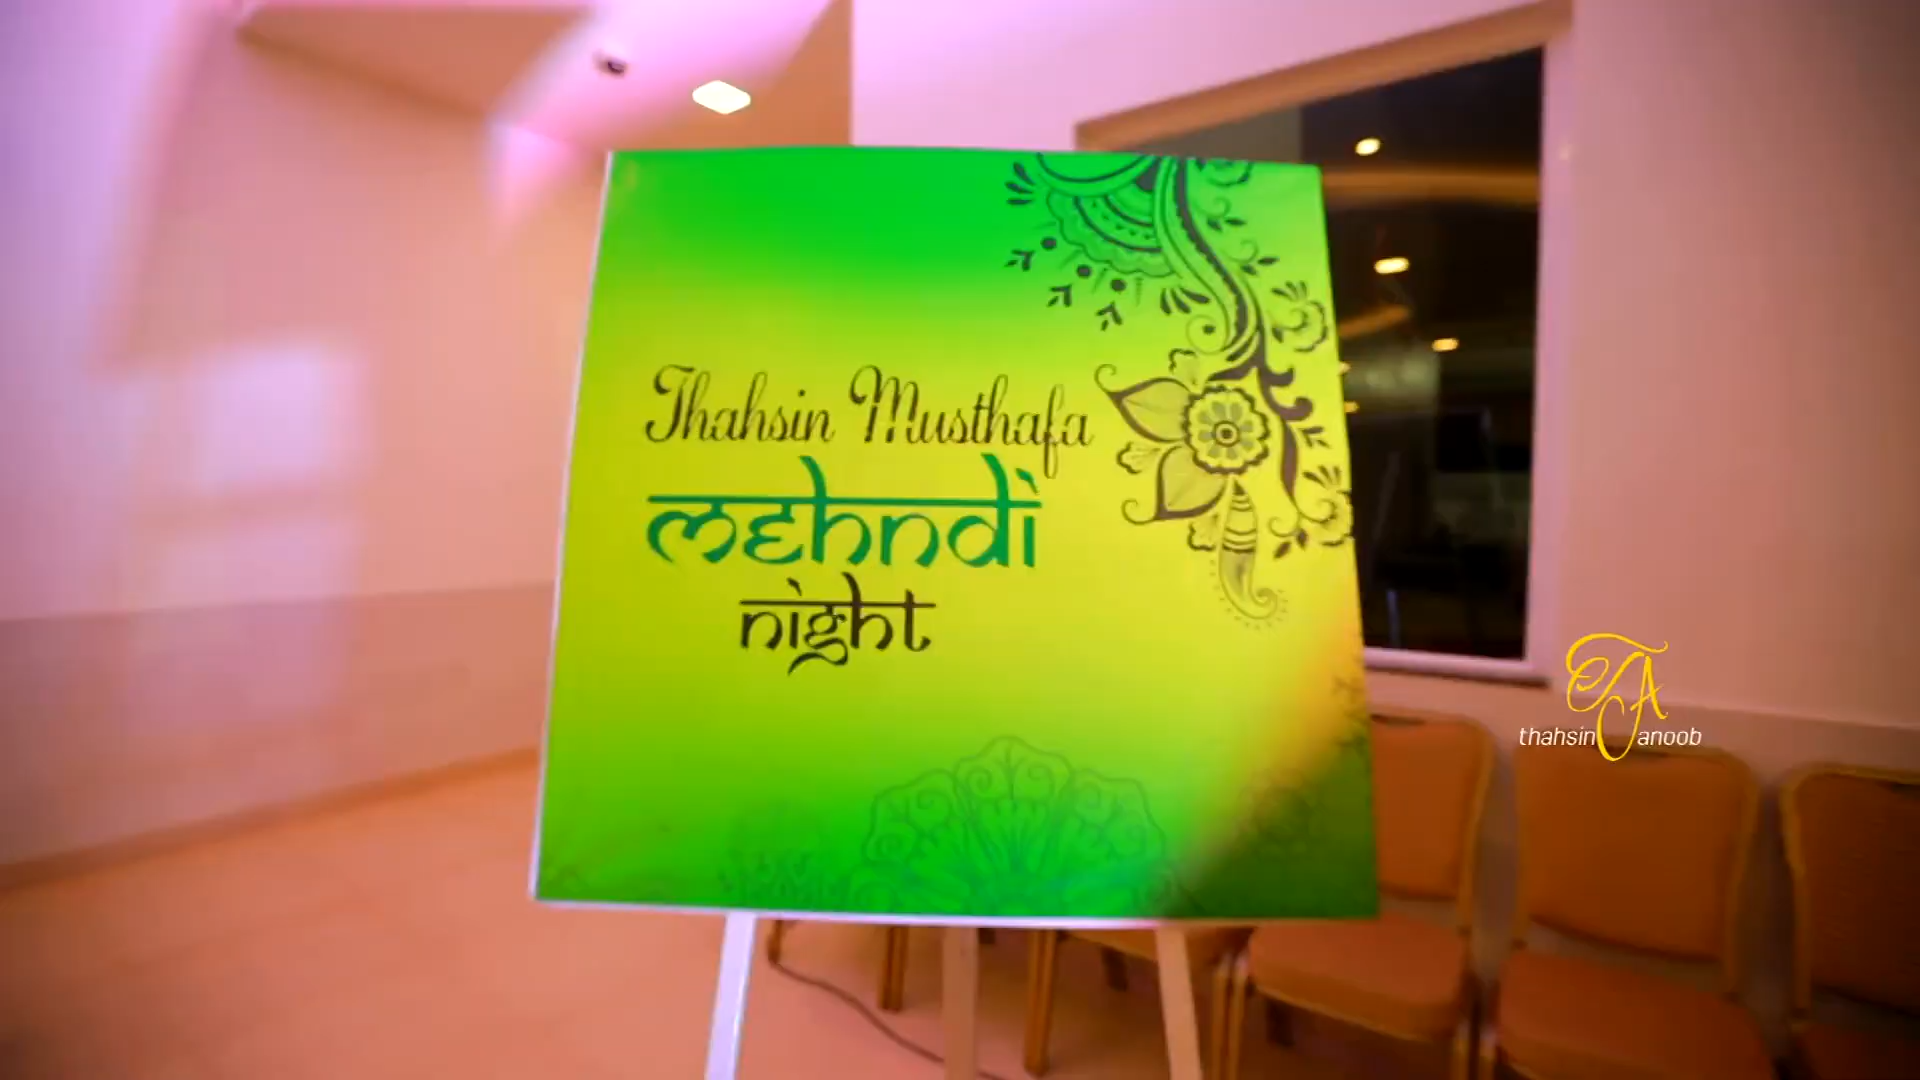 Thahsin Musthafa
mehndi
night
TA
thahsin anoob